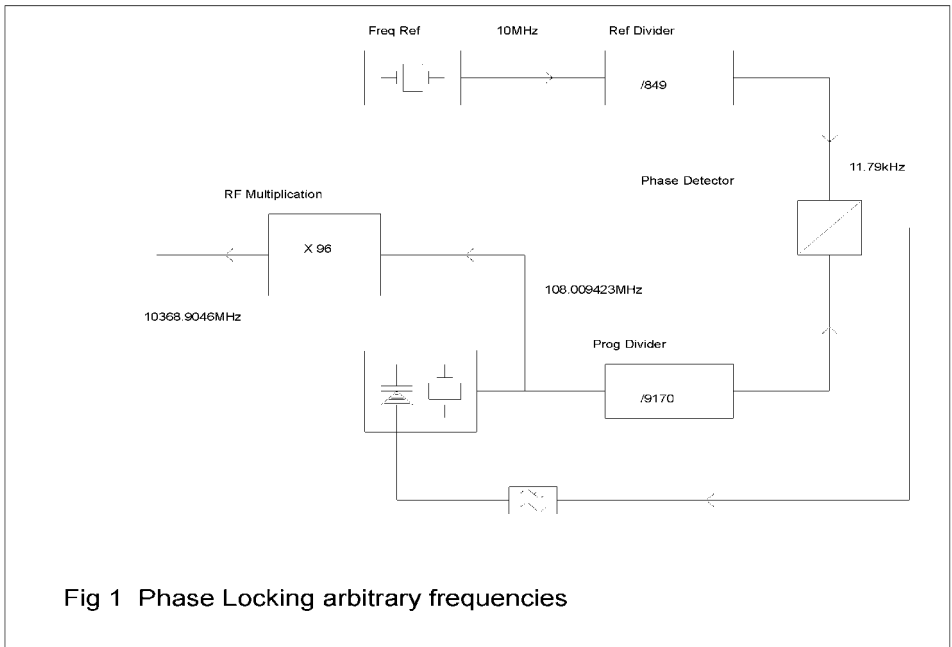 Freq Ref
10MHz
Ref Divider
/849
11.79kHz
Phase Detector
RF Multiplication
X 96
108.009423MHz
10368.9046MHz
Prog Divider
/9170
Fig 1 Phase Locking arbitrary frequencies